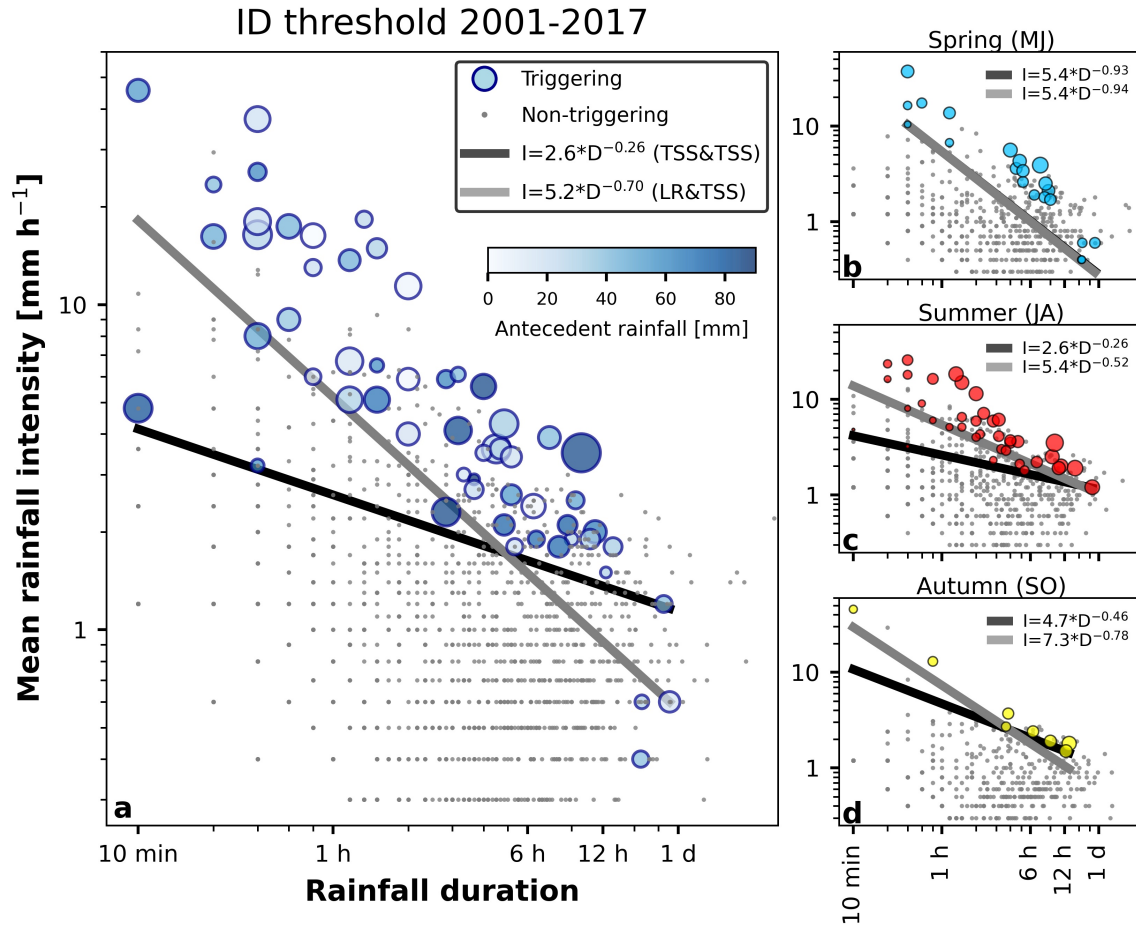 ID threshold 2001-2017
Triggering
Non-triggering
I=2.6*D^−0.26 (TSS&TSS)
I=5.2*D^−0.70 (LR&TSS)
0 20 40 60 80
Antecedent rainfall [mm]
Mean rainfall intensity [mm h^−1]
10
1
a
10 min 1 h 6 h 12 h 1 d
Rainfall duration
Spring (MJ)
I=5.4*D^−0.93
I=5.4*D^−0.94
10
1
b
Summer (JA)
I=2.6*D^−0.26
I=5.4*D^−0.52
10
1
c
Autumn (SO)
I=4.7*D^−0.46
I=7.3*D^−0.78
10
1
d
10 min 1 h 6 h 12 h 1 d